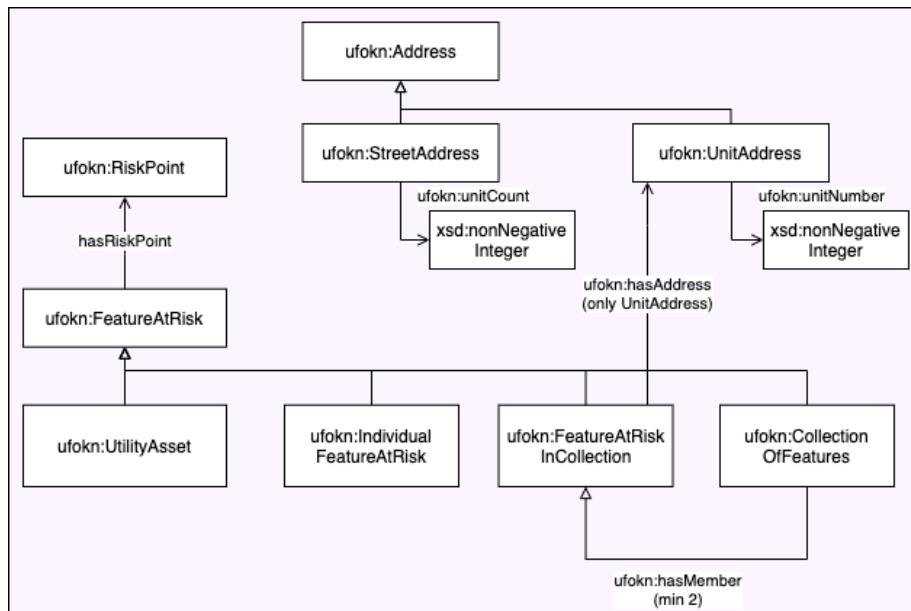 ufokn:Address
ufokn:StreetAddress
ufokn:UnitAddress
ufokn:RiskPoint
ufokn:unitCount
ufokn:unitNumber
xsd:nonNegative
Integer
xsd:nonNegative
Integer
hasRiskPoint
ufokn:hasAddress
(only UnitAddress)
ufokn:FeatureAtRisk
ufokn:UtilityAsset
ufokn:Individual
FeatureAtRisk
ufokn:FeatureAtRisk
InCollection
ufokn:Collection
OfFeatures
ufokn:hasMember
(min 2)